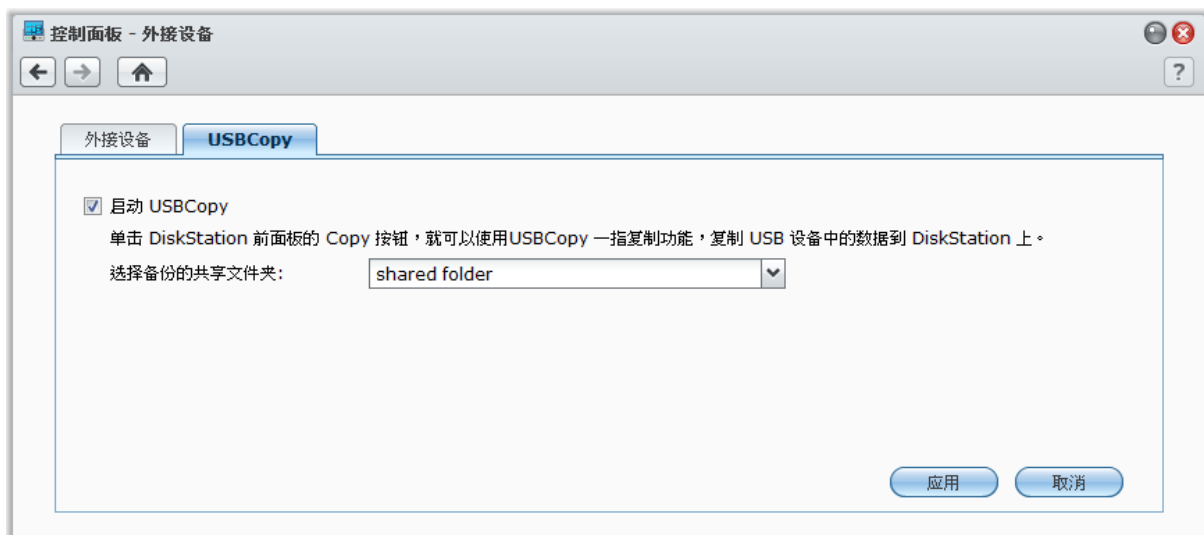 控制面板 - 外接设备
?
外接设备
USBCopy
启动 USBCopy
单击 DiskStation 前面板的 Copy 按钮，就可以使用USBCopy 一指复制功能，复制 USB 设备中的数据到 DiskStation 上。
选择备份的共享文件夹: shared folder
应用 取消